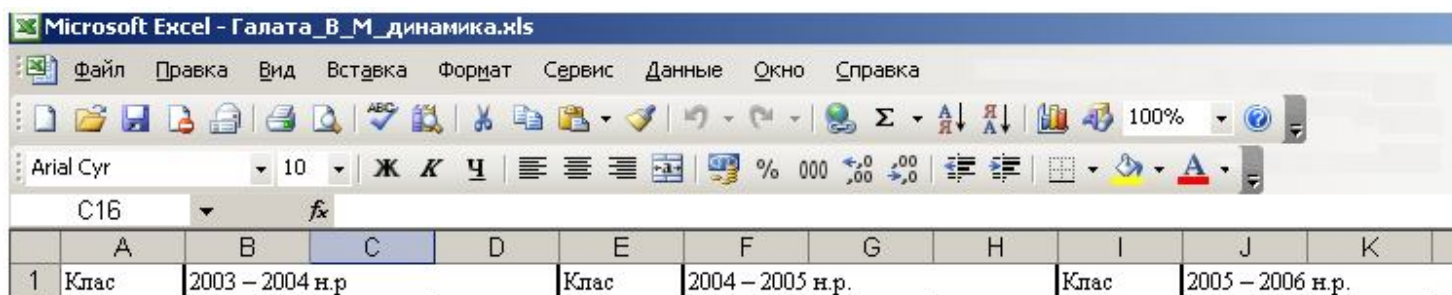 Microsoft Excel - Галата_В_М_динамика.xls
Файл Правка Вид Вставка Формат Сервис Данные Окно Справка
100%
Arial Cyr 10 Ж К Ч % 000
C16 fx
A B C D E F G H I J K
1 Клас 2003 – 2004 н.р Клас 2004 – 2005 н.р. Клас 2005 – 2006 н.р.